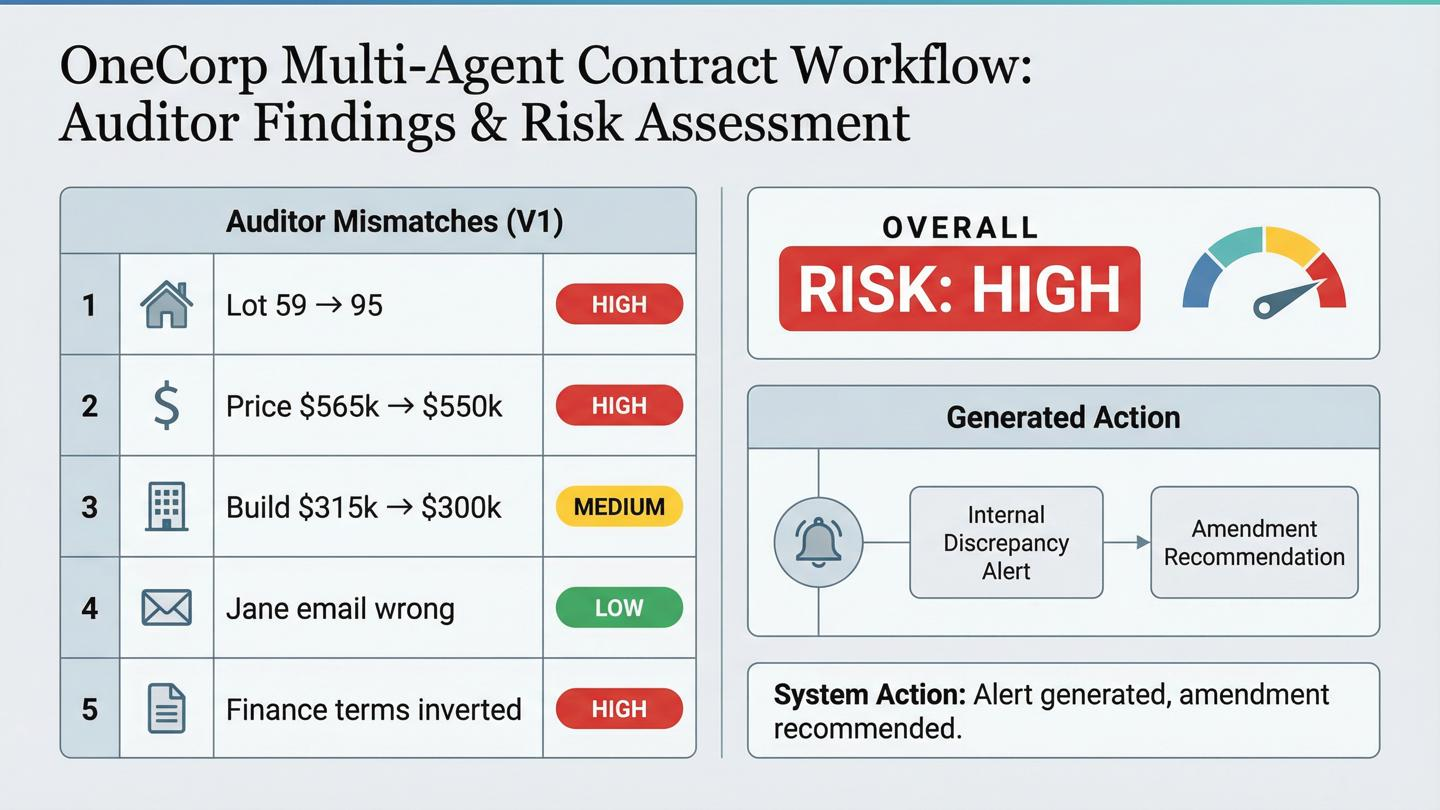 OneCorp Multi-Agent Contract Workflow:
Auditor Findings & Risk Assessment
Auditor Mismatches (V1)
1 Lot 59 → 95 HIGH
2 $ Price $565k → $550k HIGH
3 Build $315k → $300k MEDIUM
4 Jane email wrong LOW
5 Finance terms inverted HIGH
OVERALL
RISK: HIGH
Generated Action
Internal
Discrepancy
Alert
Amendment
Recommendation
System Action: Alert generated, amendment
recommended.